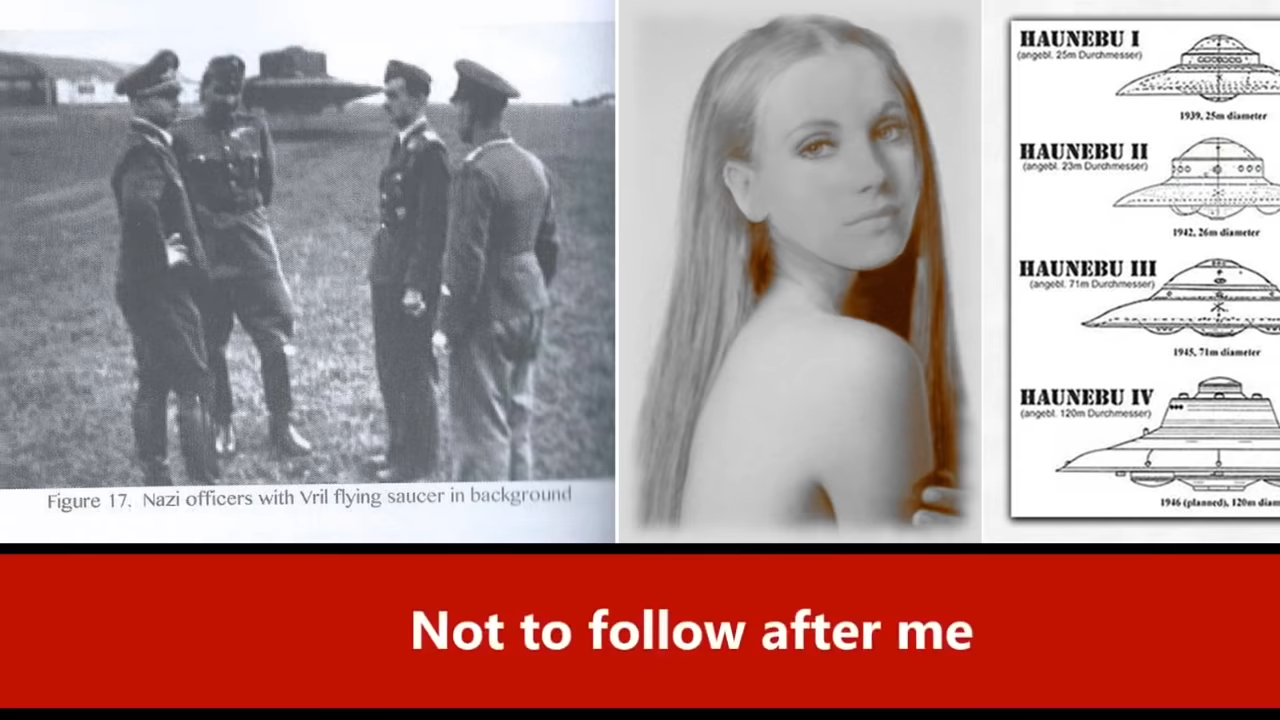 Figure 17. Nazi officers with Vril flying saucer in background
HAUNEBU I
(angebl. 25m Durchmesser)
1939, 25m diameter
HAUNEBU II
(angebl. 23m Durchmesser)
1942, 26m diameter
HAUNEBU III
(angebl. 71m Durchmesser)
1945, 71m diameter
HAUNEBU IV
(angebl. 120m Durchmesser)
1946 (planned), 120m diam
Not to follow after me